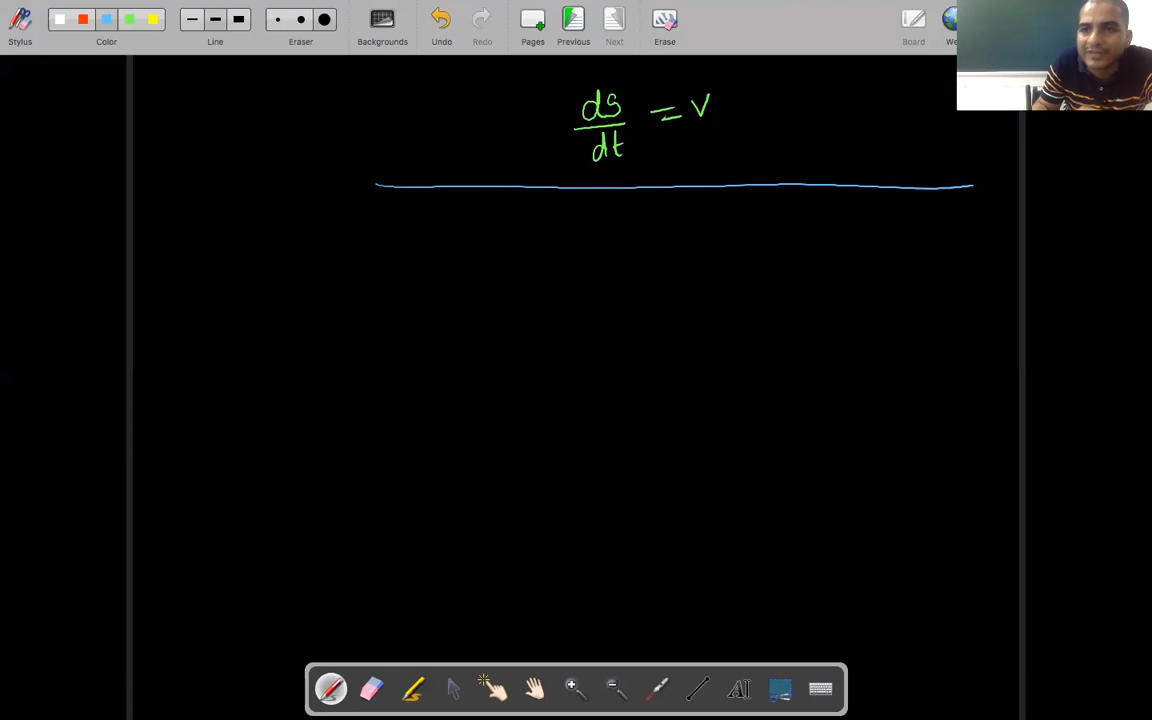 Stylus
Color
Line
Eraser
Backgrounds
Undo
Redo
Pages
Previous
Next
Erase
Board
ds/dt = v